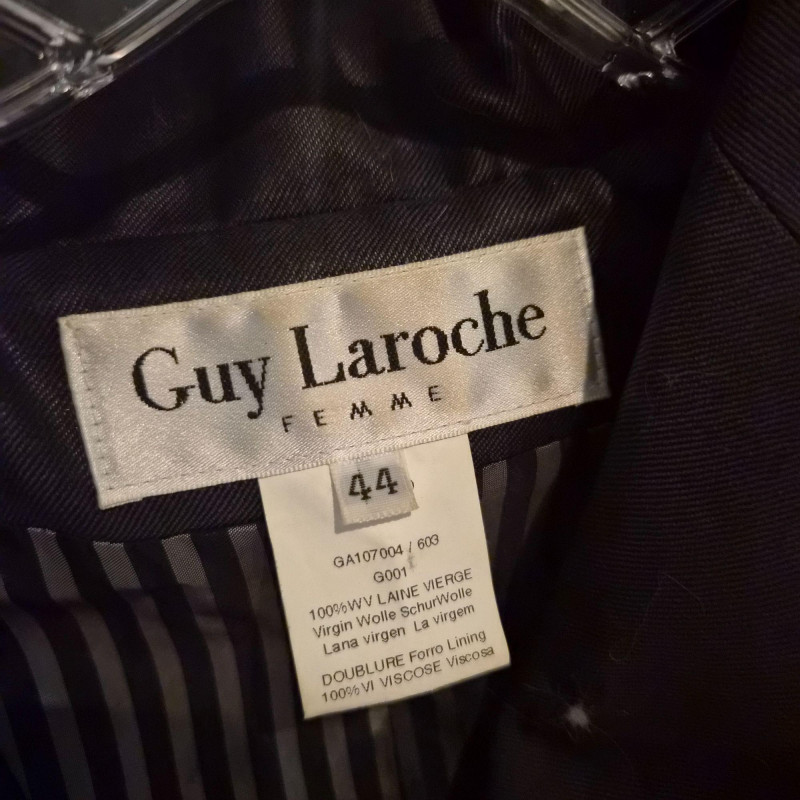 Guy Laroche
FEMME
44
GA107004 / 603
G001
100%WV LAINE VIERGE
Virgin Wolle SchurWolle
Lana virgen La virgem
DOUBLURE Forro Lining
100%VI VISCOSE Viscosa